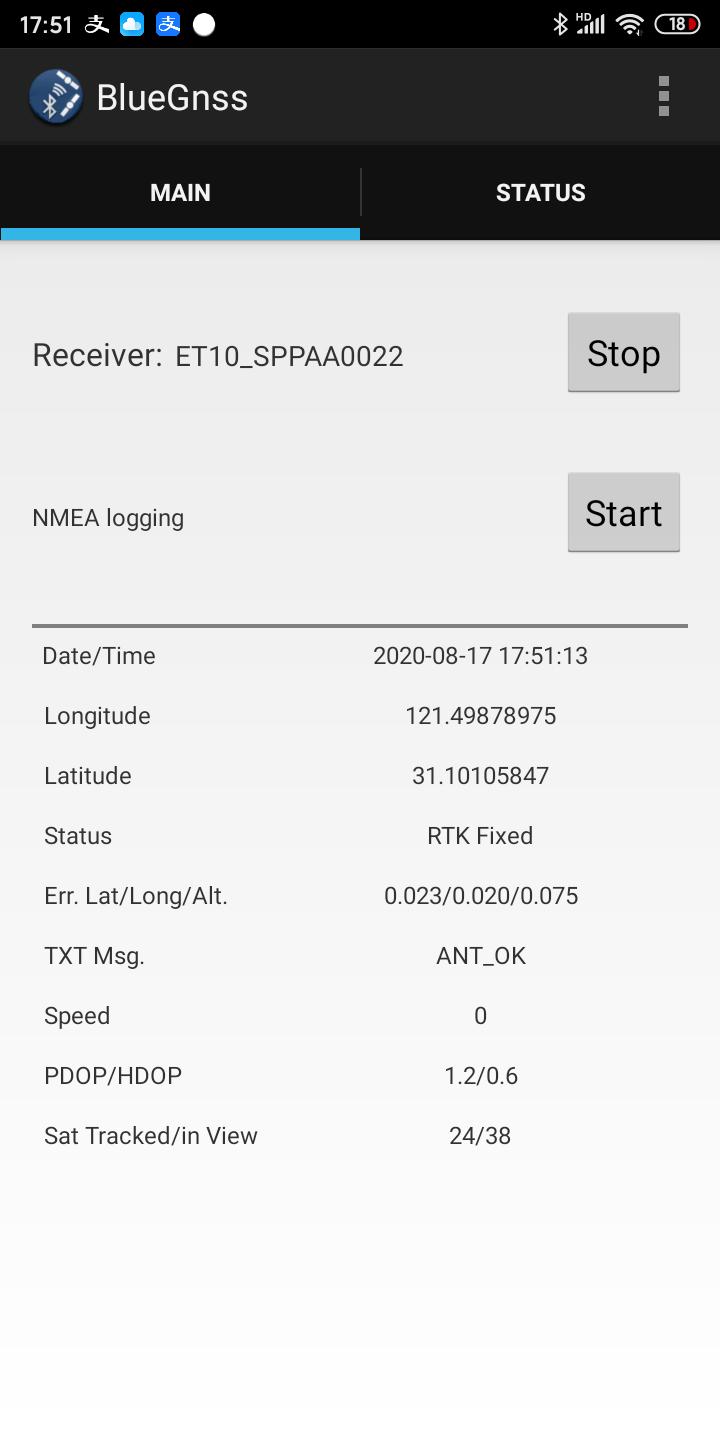 17:51 支 支 HD 18
BlueGnss
MAIN STATUS
Receiver: ET10_SPPAA0022 Stop
NMEA logging Start
Date/Time 2020-08-17 17:51:13
Longitude 121.49878975
Latitude 31.10105847
Status RTK Fixed
Err. Lat/Long/Alt. 0.023/0.020/0.075
TXT Msg. ANT_OK
Speed 0
PDOP/HDOP 1.2/0.6
Sat Tracked/in View 24/38